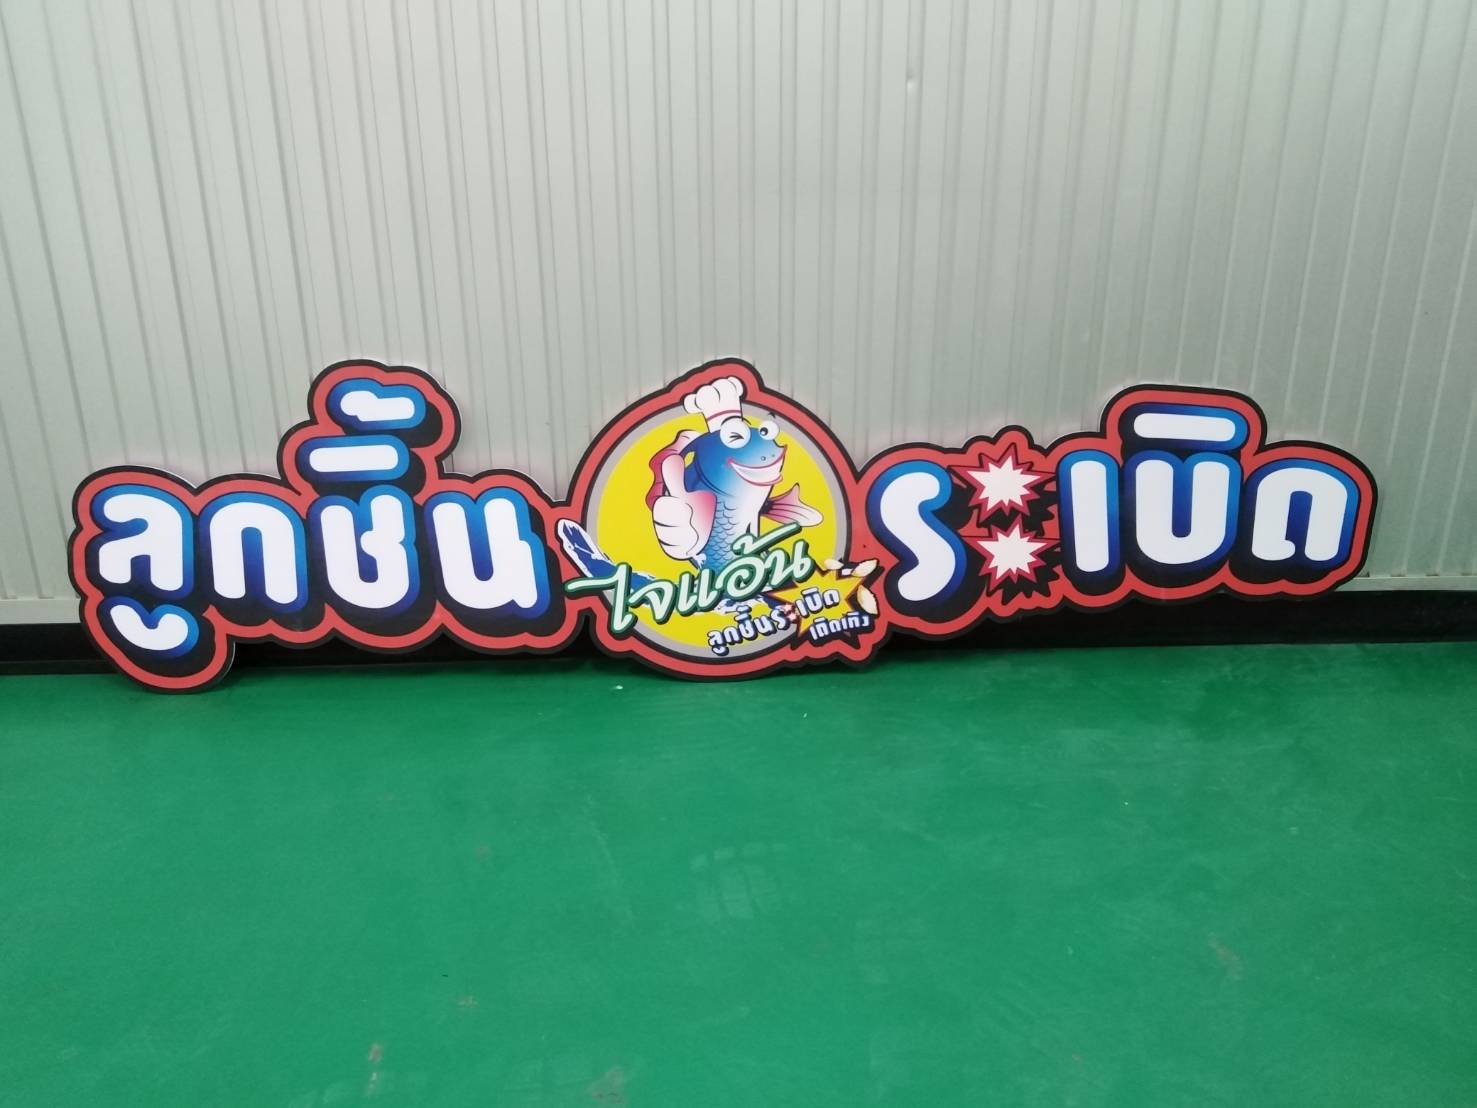 ลูกชิ้น ระเบิด
ไจแอ้น
ลูกชิ้นระเบิด
เถิดเทิง